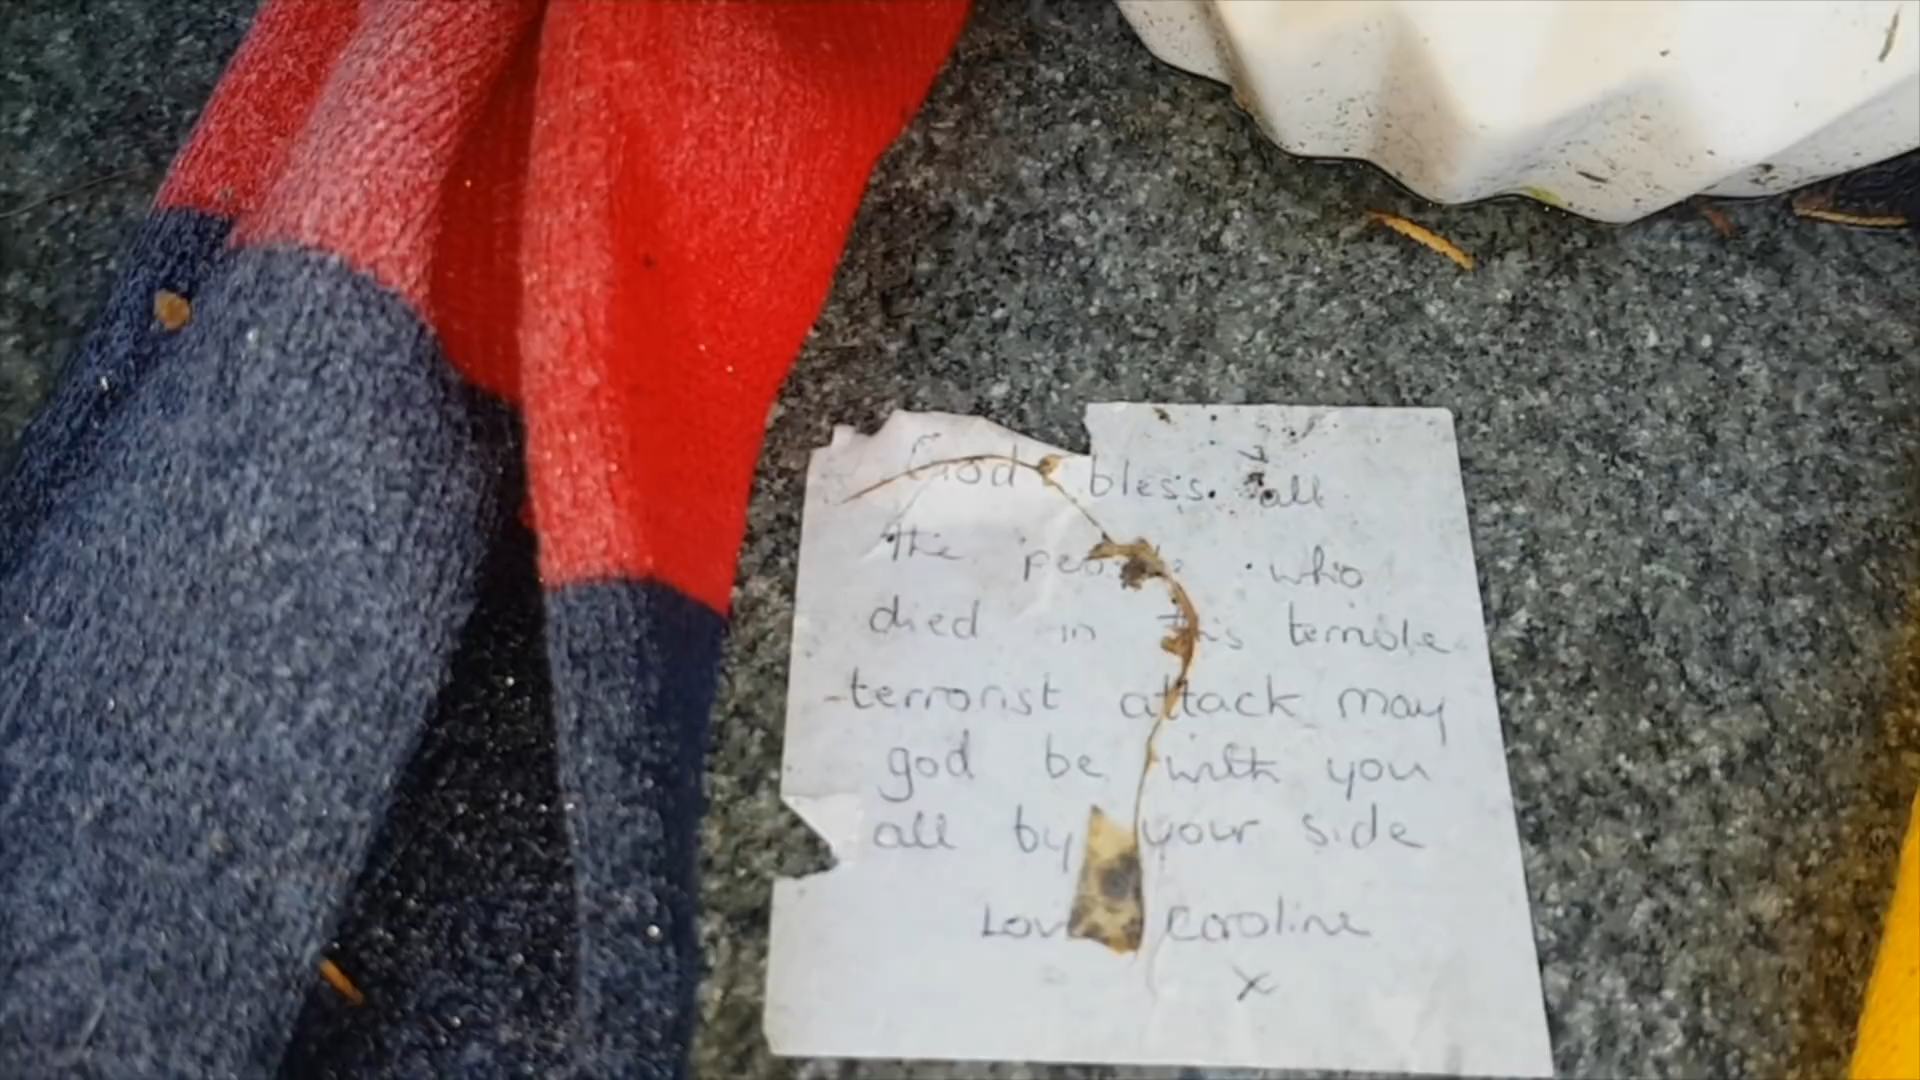 God bless all
the people who
died in this terrible
terrorist attack may
god be with you
all by your side
Love Caroline
x